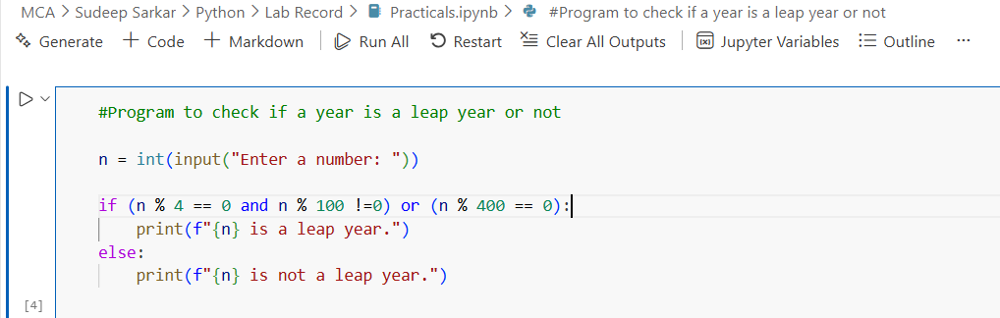 MCA > Sudeep Sarkar > Python > Lab Record > Practicals.ipynb > #Program to check if a year is a leap year or not
Generate + Code + Markdown | Run All Restart Clear All Outputs | Jupyter Variables Outline ...
#Program to check if a year is a leap year or not
n = int(input("Enter a number: "))
if (n % 4 == 0 and n % 100 !=0) or (n % 400 == 0):
    print(f"{n} is a leap year.")
else:
    print(f"{n} is not a leap year.")
[4]